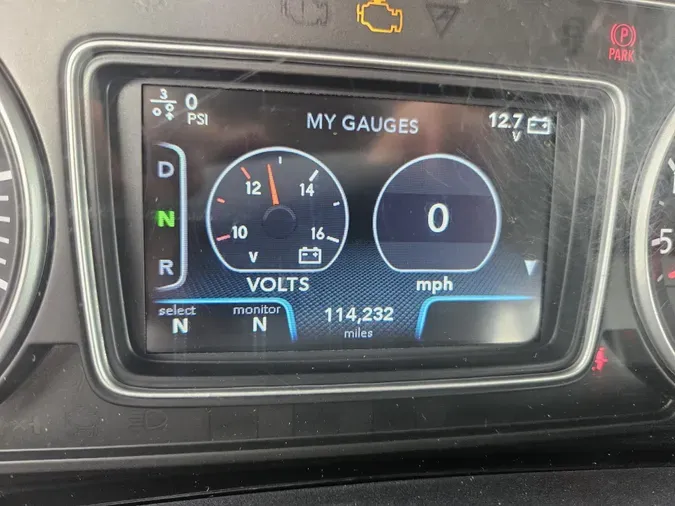 P
PARK
3
0
PSI
MY GAUGES
12.7
V
D
N
R
10
12
14
16
V
VOLTS
0
mph
select
N
monitor
N
114,232
miles
5